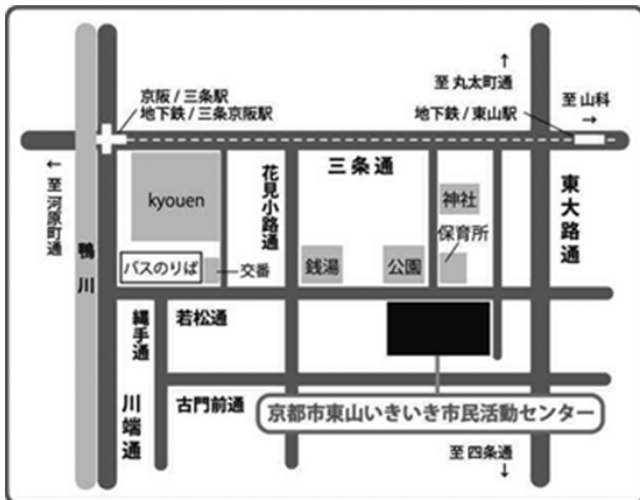 ↑
至 丸太町通
京阪 / 三条駅
地下鉄 / 三条京阪駅
地下鉄 / 東山駅
至 山科
→
← 至 河原町通
三 条 通
kyouen
花見小路通
神社
東大路通
保育所
鴨川
バスのりば
交番
銭湯
公園
縄手通
若松通
川端通
古門前通
京都市東山いきいき市民活動センター
至 四条通
↓